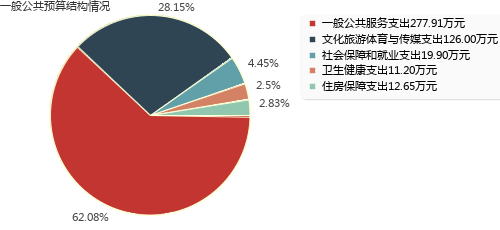 一般公共预算结构情况
28.15%
4.45%
2.5%
2.83%
62.08%
一般公共服务支出277.91万元
文化旅游体育与传媒支出126.00万元
社会保障和就业支出19.90万元
卫生健康支出11.20万元
住房保障支出12.65万元